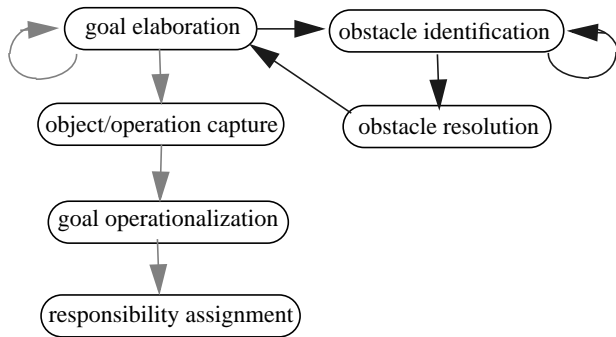 goal elaboration
obstacle identification
object/operation capture
obstacle resolution
goal operationalization
responsibility assignment